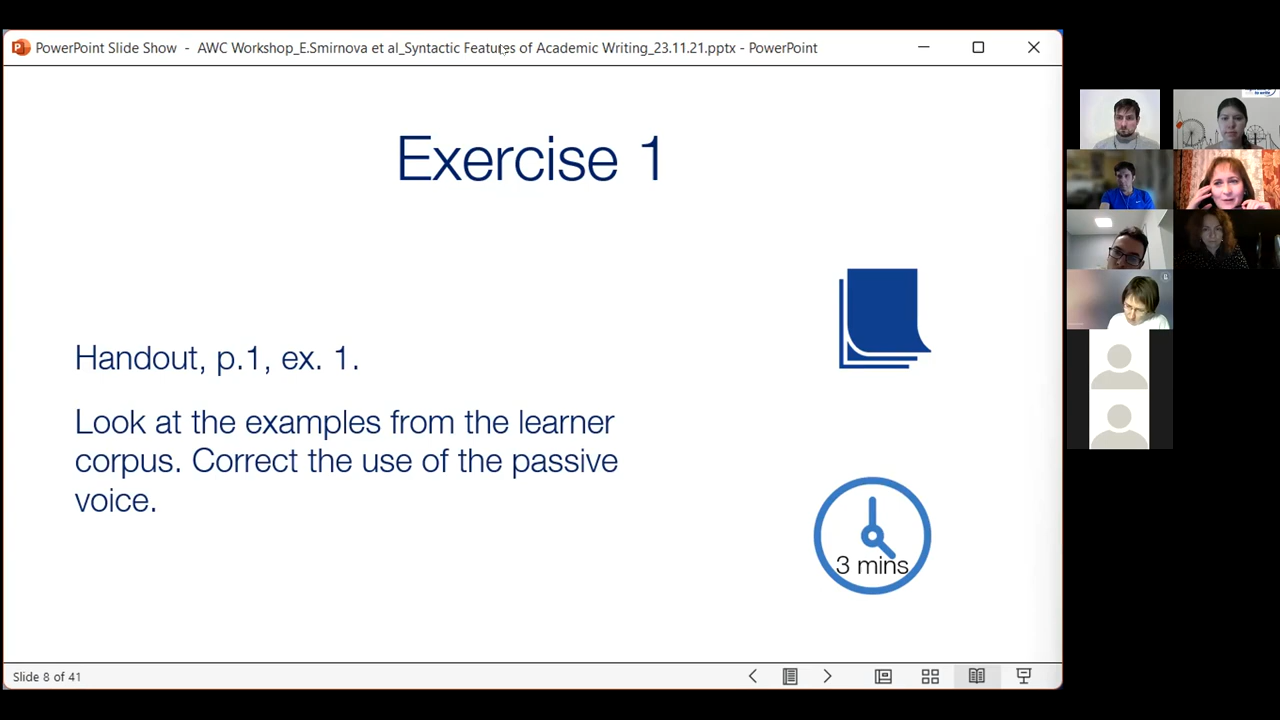 PowerPoint Slide Show - AWC Workshop_E.Smirnova et al_Syntactic Features of Academic Writing_23.11.21.pptx - PowerPoint
Exercise 1
Handout, p.1, ex. 1.
Look at the examples from the learner
corpus. Correct the use of the passive
voice.
3 mins
Slide 8 of 41